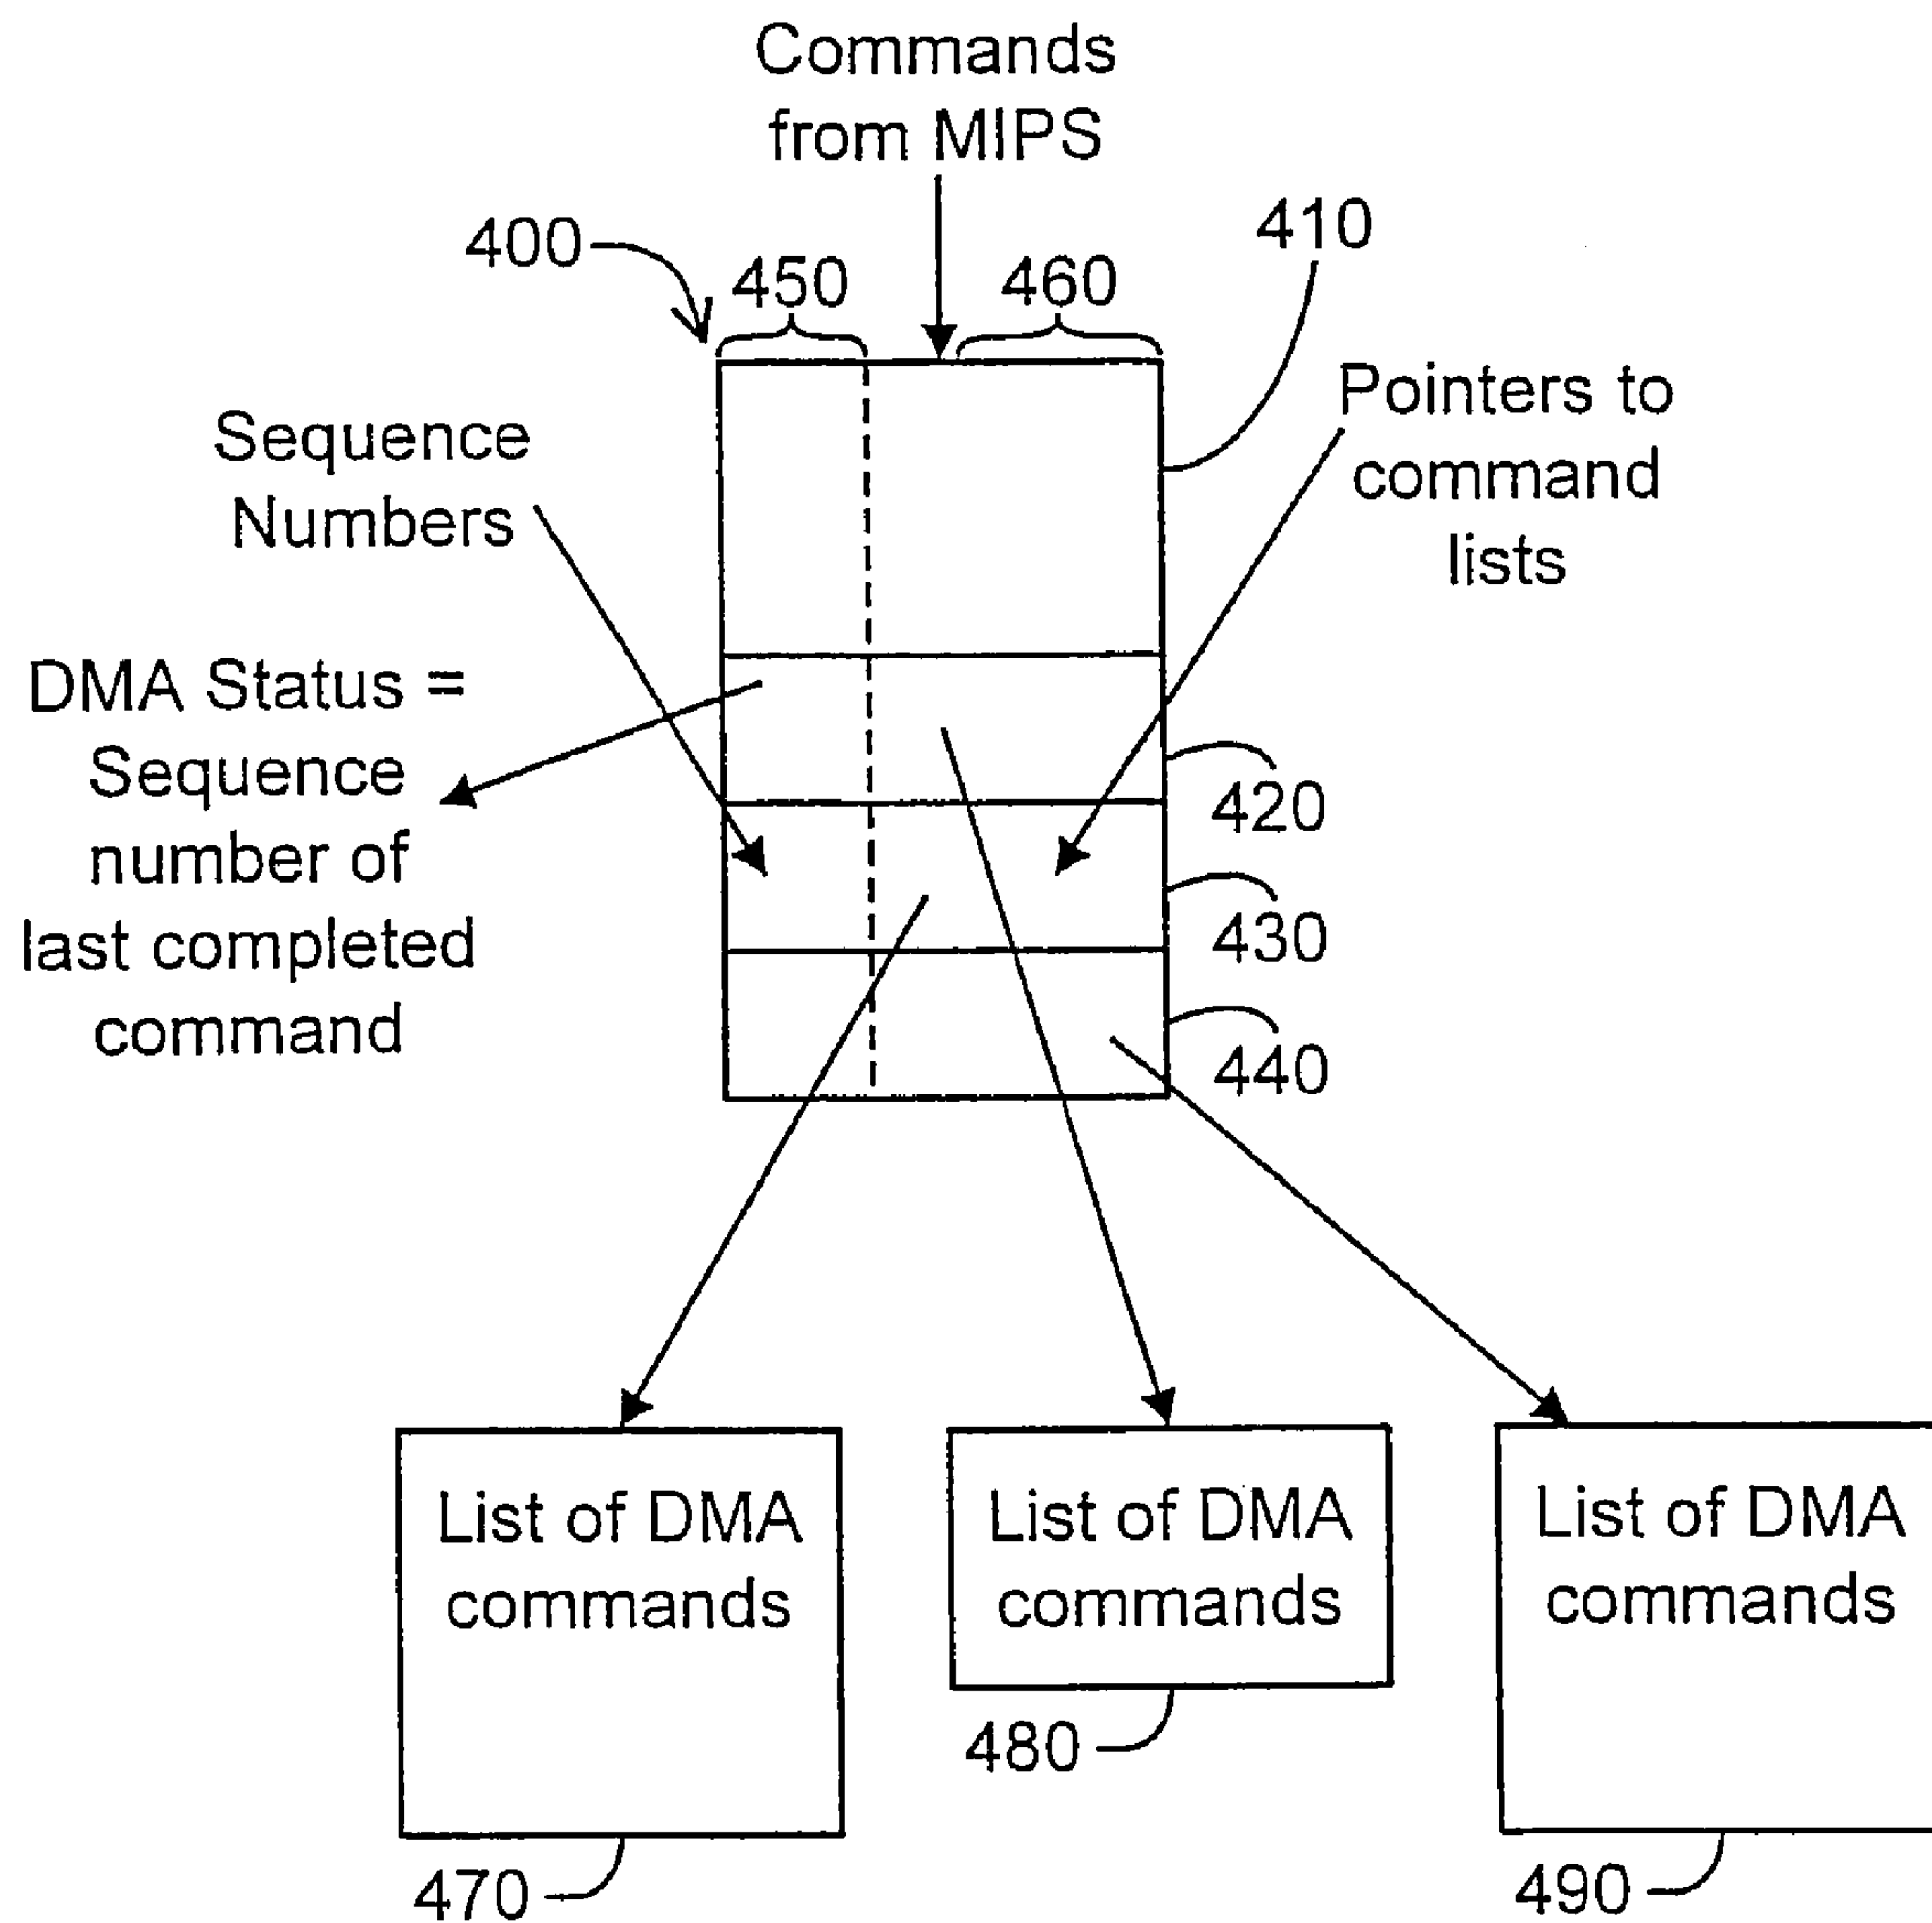 Commands
from MIPS
400
450
460
410
Sequence
Numbers
Pointers to
command
lists
DMA Status =
Sequence
number of
last completed
command
420
430
440
List of DMA
commands
List of DMA
commands
List of DMA
commands
480
470
490